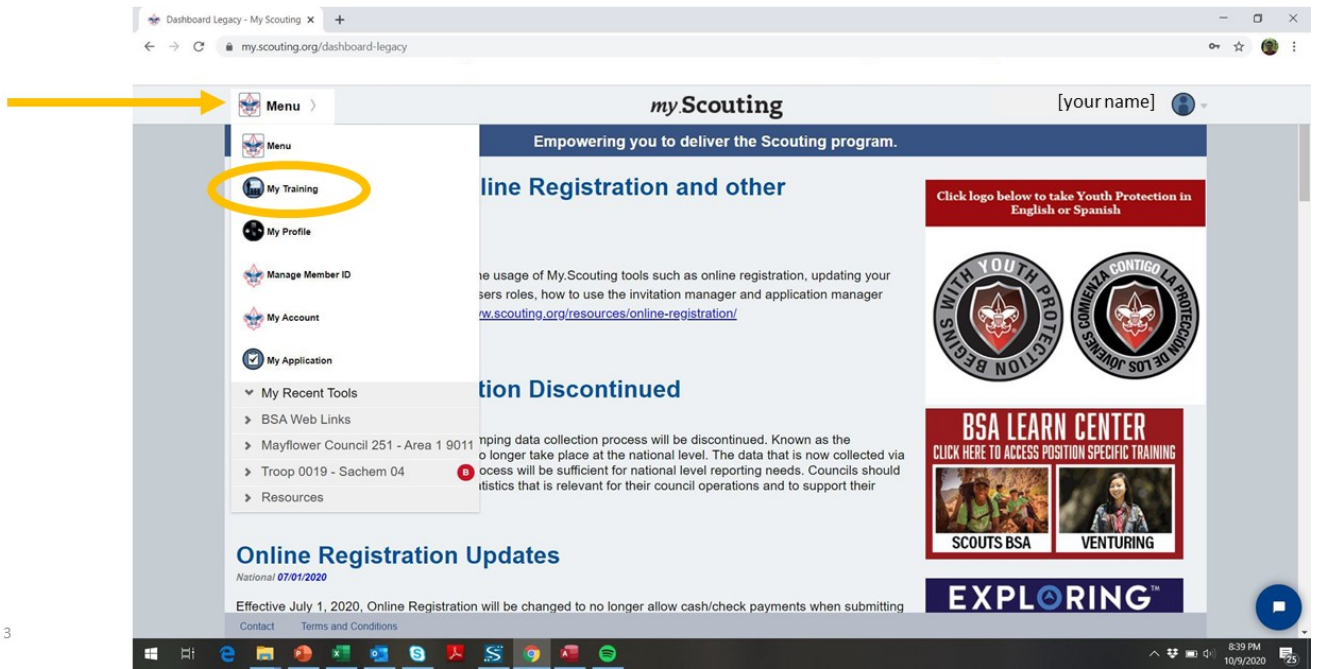 Dashboard Legacy - My Scouting
my.scouting.org/dashboard-legacy
Menu
my.Scouting
[your name]
Menu
My Training
My Profile
Manage Member ID
My Account
My Application
My Recent Tools
BSA Web Links
Mayflower Council 251 - Area 1 9011
Troop 0019 - Sachem 04 B
Resources
Empowering you to deliver the Scouting program.
line Registration and other
usage of My.Scouting tools such as online registration, updating your
sers roles, how to use the invitation manager and application manager
w.scouting.org/resources/online-registration/
tion Discontinued
mping data collection process will be discontinued. Known as the
o longer take place at the national level. The data that is now collected via
ocess will be sufficient for national level reporting needs. Councils should
tistics that is relevant for their council operations and to support their
Online Registration Updates
National 07/01/2020
Effective July 1, 2020, Online Registration will be changed to no longer allow cash/check payments when submitting
Contact Terms and Conditions
Click logo below to take Youth Protection in
English or Spanish
YOUTH PROTECTION BEGINS WITH YOU
LA PROTECCIÓN DE LOS JÓVENES COMIENZA CONTIGO
BSA LEARN CENTER
CLICK HERE TO ACCESS POSITION SPECIFIC TRAINING
SCOUTS BSA VENTURING
EXPLORING™
3
8:39 PM
10/9/2020
25